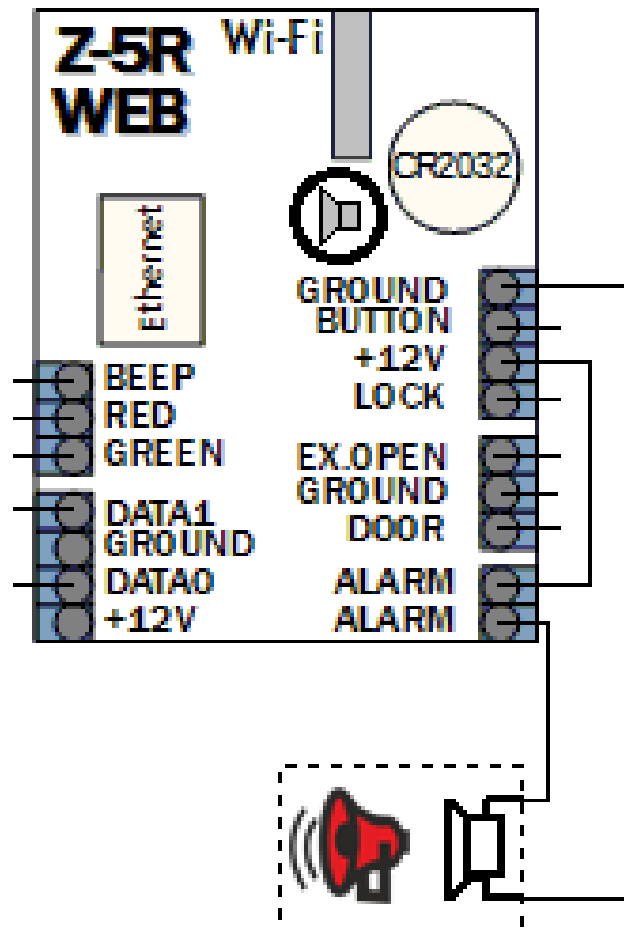 Z-5R
WEB
Wi-Fi
CR2032
Ethernet
GROUND
BUTTON
+12V
LOCK
BEEP
RED
GREEN
EX.OPEN
GROUND
DOOR
DATA1
GROUND
DATA0
+12V
ALARM
ALARM